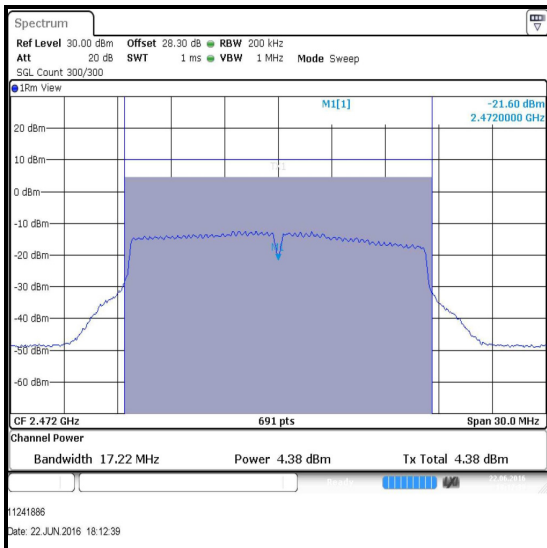 Spectrum
Ref Level 30.00 dBm Offset 28.30 dB RBW 200 kHz
Att 20 dB SWT 1 ms VBW 1 MHz Mode Sweep
SGL Count 300/300
1Rm View
M1[1] -21.60 dBm
2.4720000 GHz
20 dBm
10 dBm
0 dBm
-10 dBm
-20 dBm
-30 dBm
-40 dBm
-50 dBm
-60 dBm
CF 2.472 GHz 691 pts Span 30.0 MHz
Channel Power
Bandwidth 17.22 MHz Power 4.38 dBm Tx Total 4.38 dBm
Ready 22.06.2016
11241886
Date: 22.JUN.2016 18:12:39